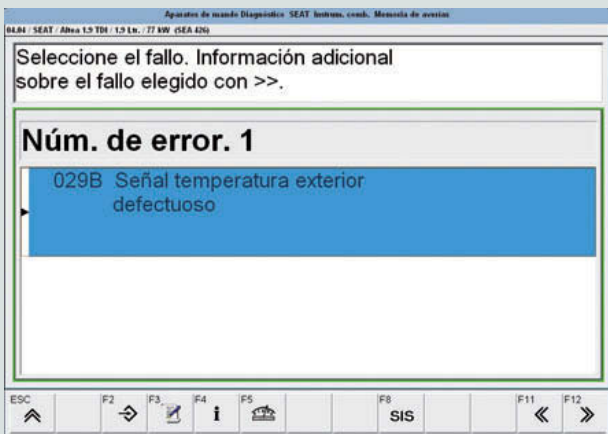 Aparatos de mando Diagnóstico SEAT Instrum. comb. Memoria de averías
04.04 / SEAT / Altea 1.9 TDI / 1,9 Ltr. / 77 kW (SEA 426)
Seleccione el fallo. Información adicional
sobre el fallo elegido con >>.
Núm. de error. 1
029B Señal temperatura exterior
defectuoso
ESC F2 F3 F4 i F5 F8 SIS F11 F12